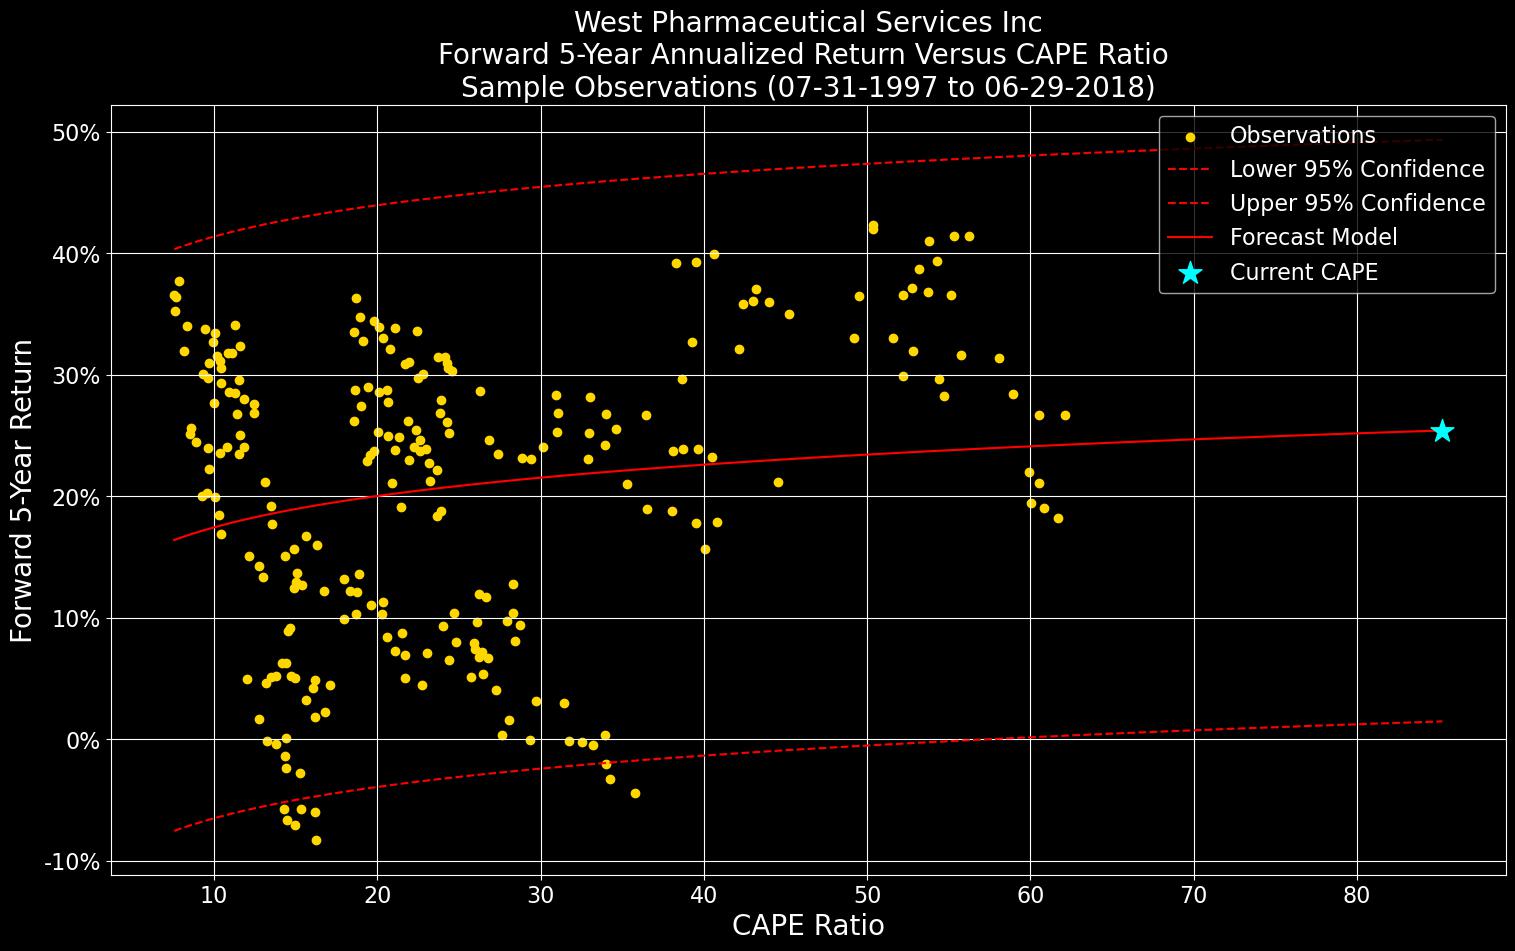 West Pharmaceutical Services Inc
Forward 5-Year Annualized Return Versus CAPE Ratio
Sample Observations (07-31-1997 to 06-29-2018)
Observations
Lower 95% Confidence
Upper 95% Confidence
Forecast Model
Current CAPE
Forward 5-Year Return
50%
40%
30%
20%
10%
0%
-10%
10 20 30 40 50 60 70 80
CAPE Ratio